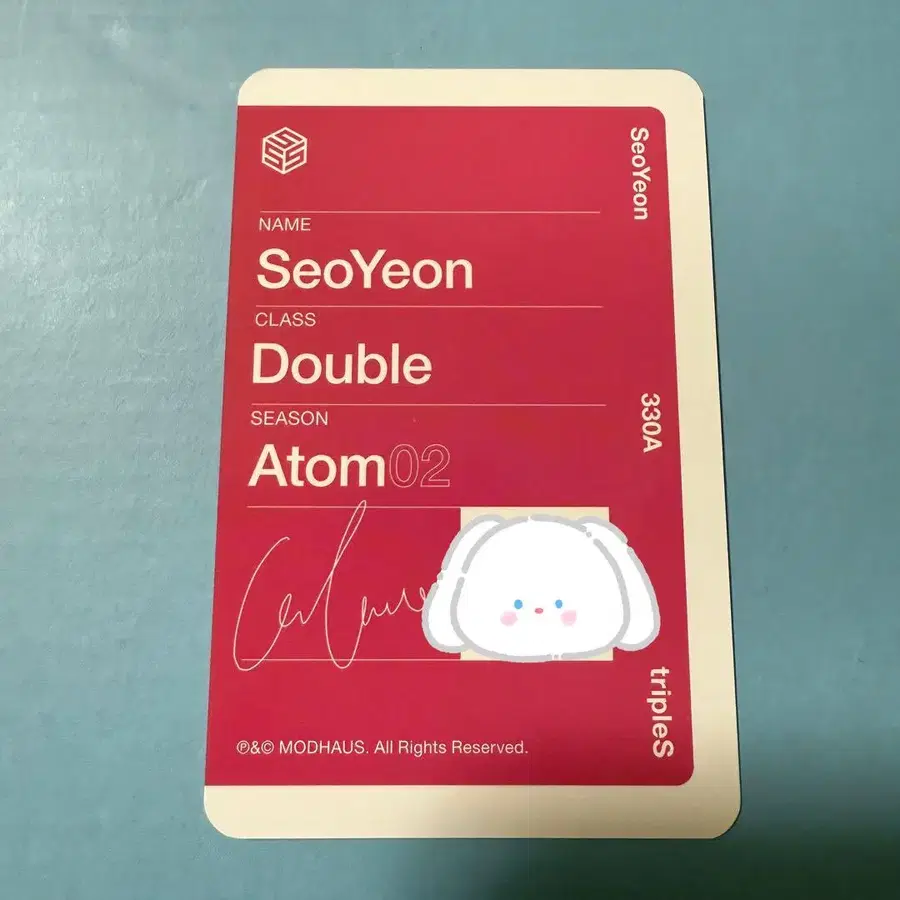 NAME
SeoYeon
CLASS
Double
SEASON
Atom02
℗&© MODHAUS. All Rights Reserved.
SeoYeon
330A
tripleS